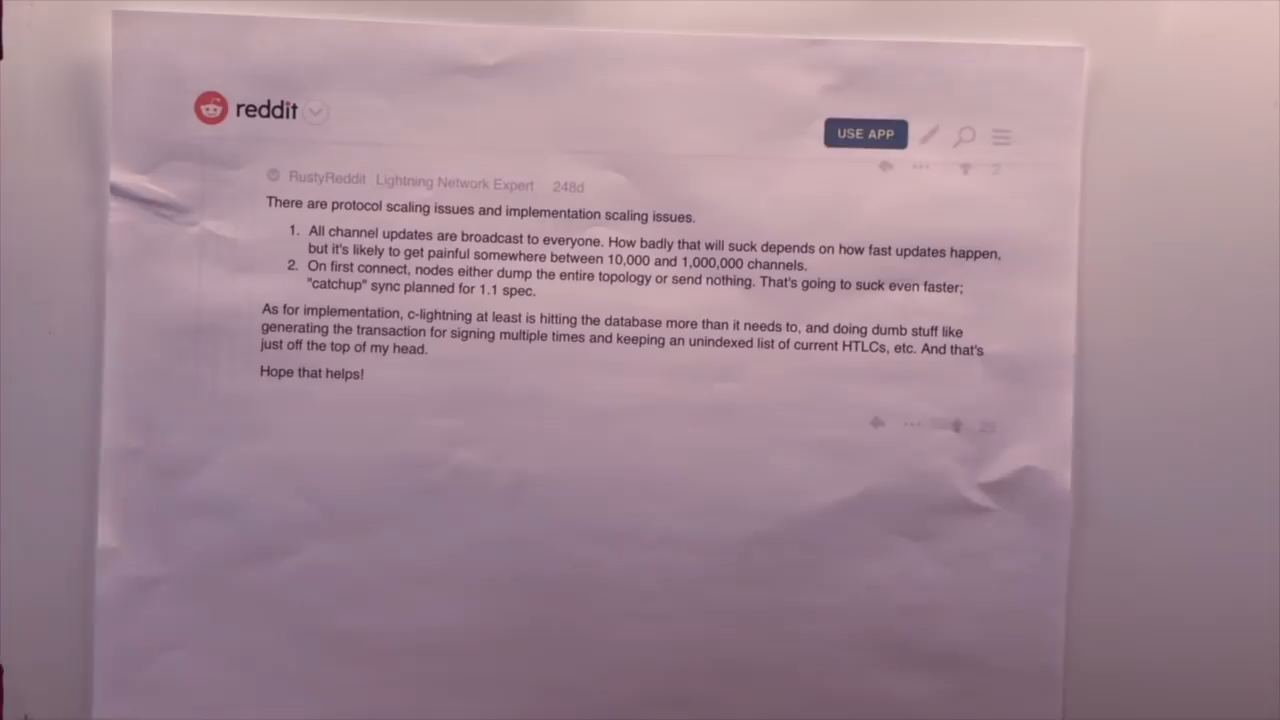 reddit
USE APP
2
RustyReddit Lightning Network Expert 248d
There are protocol scaling issues and implementation scaling issues.
1. All channel updates are broadcast to everyone. How badly that will suck depends on how fast updates happen,
but it's likely to get painful somewhere between 10,000 and 1,000,000 channels.
2. On first connect, nodes either dump the entire topology or send nothing. That's going to suck even faster;
"catchup" sync planned for 1.1 spec.
As for implementation, c-lightning at least is hitting the database more than it needs to, and doing dumb stuff like
generating the transaction for signing multiple times and keeping an unindexed list of current HTLCs, etc. And that's
just off the top of my head.
Hope that helps!